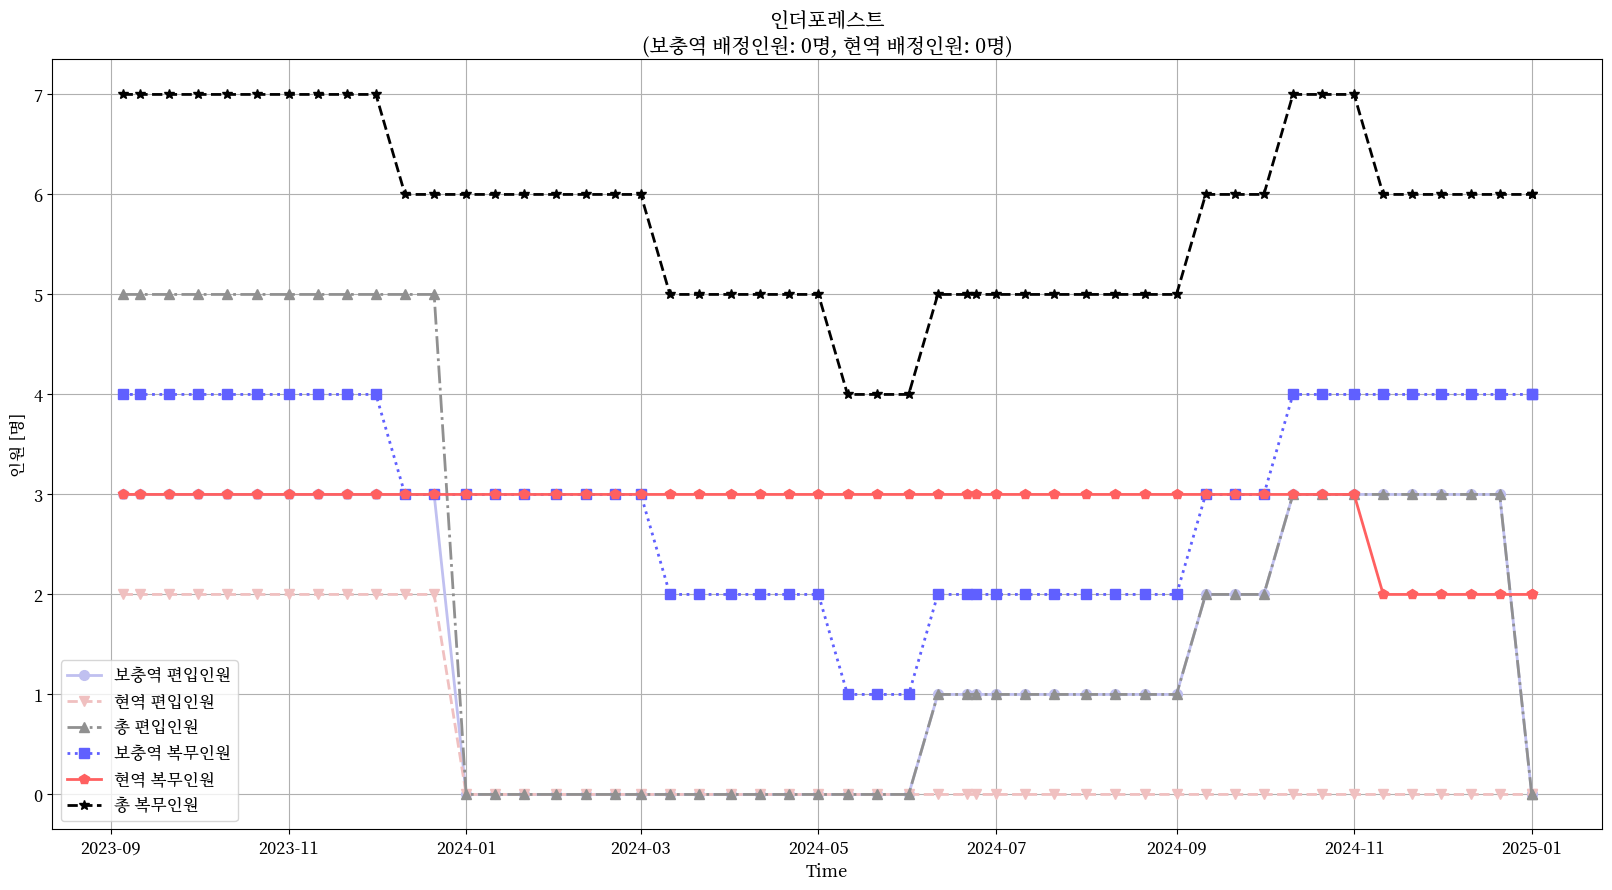 인더포레스트
(보충역 배정인원: 0명, 현역 배정인원: 0명)
인원 [명]
7
6
5
4
3
2
1
0
보충역 편입인원
현역 편입인원
총 편입인원
보충역 복무인원
현역 복무인원
총 복무인원
2023-09 2023-11 2024-01 2024-03 2024-05 2024-07 2024-09 2024-11 2025-01
Time